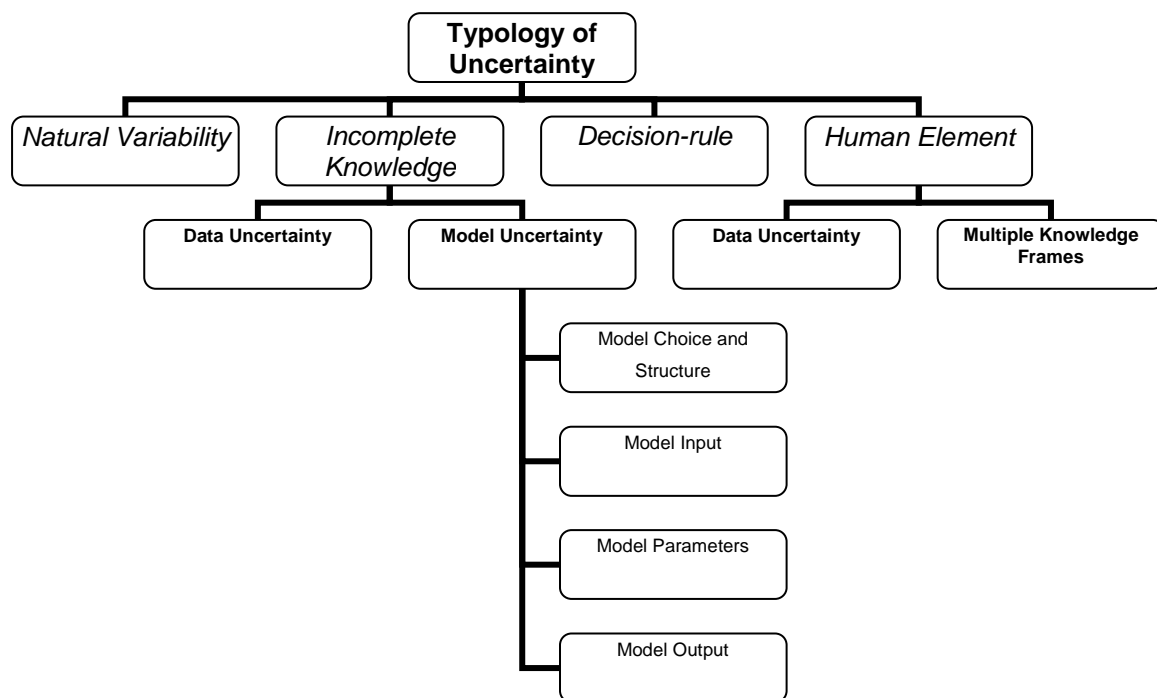 Typology of
Uncertainty
Natural Variability
Incomplete
Knowledge
Decision-rule
Human Element
Data Uncertainty
Model Uncertainty
Data Uncertainty
Multiple Knowledge
Frames
Model Choice and
Structure
Model Input
Model Parameters
Model Output